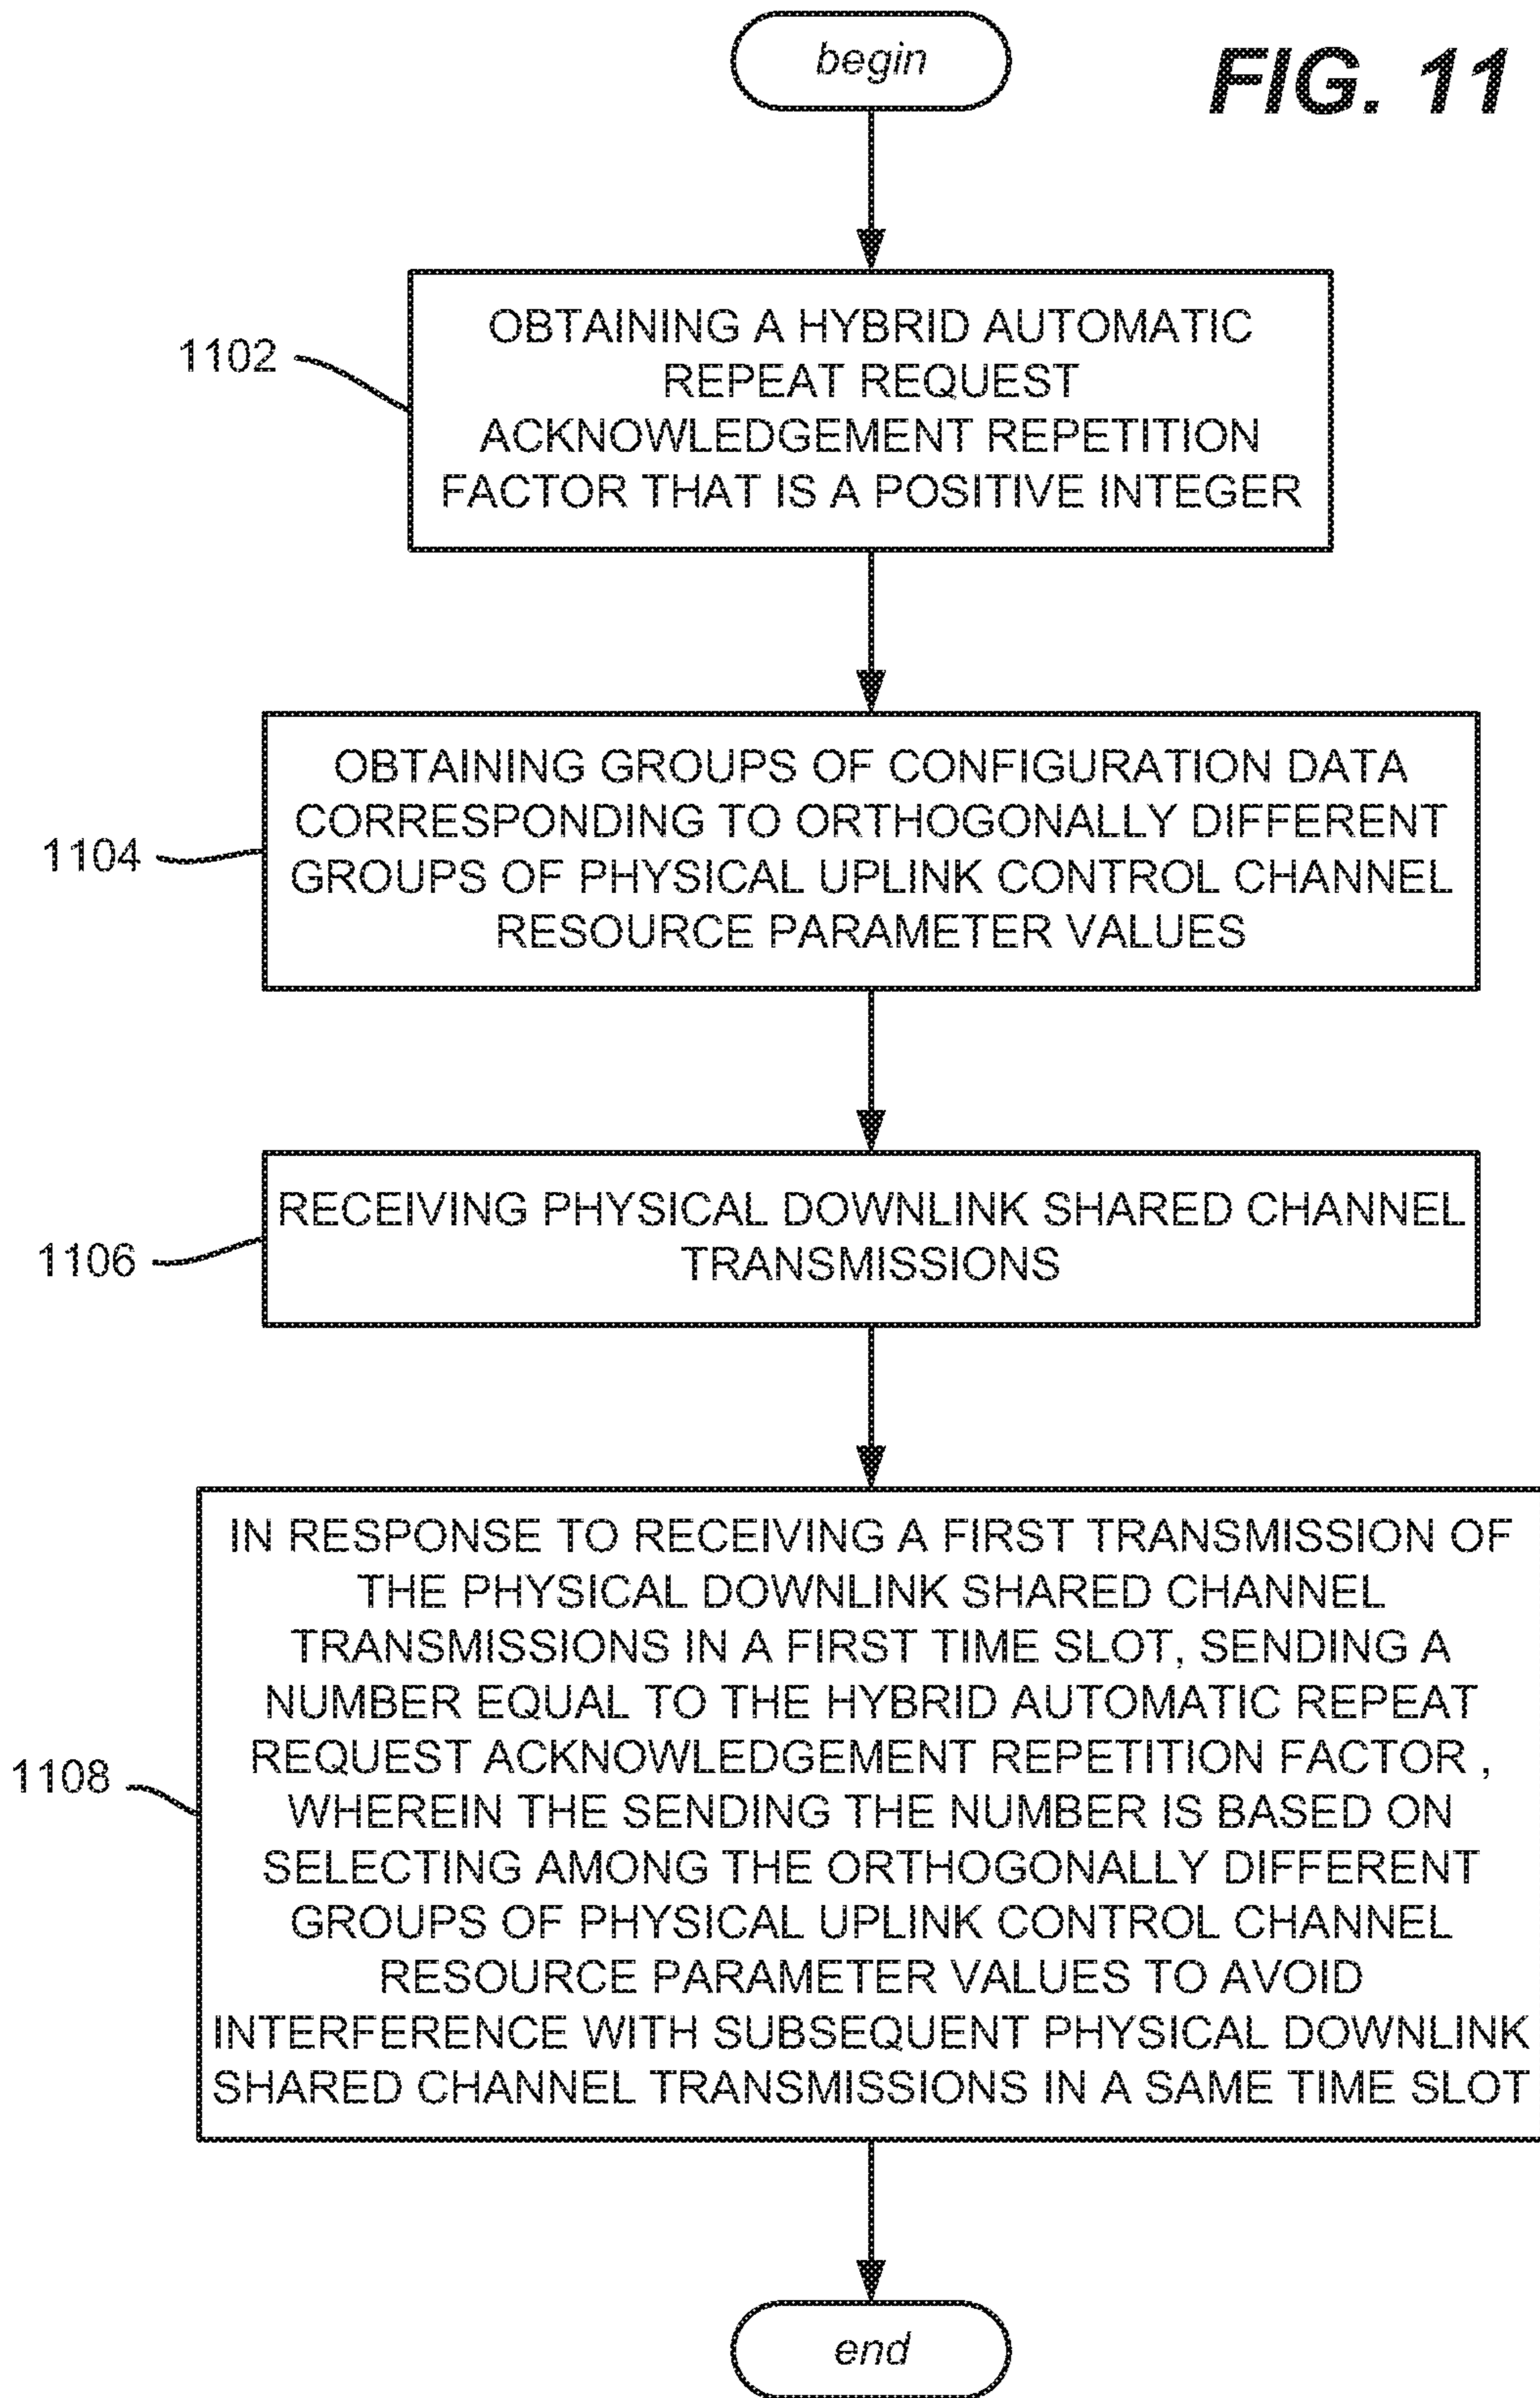 begin
FIG. 11
1102
OBTAINING A HYBRID AUTOMATIC
REPEAT REQUEST
ACKNOWLEDGEMENT REPETITION
FACTOR THAT IS A POSITIVE INTEGER
1104
OBTAINING GROUPS OF CONFIGURATION DATA
CORRESPONDING TO ORTHOGONALLY DIFFERENT
GROUPS OF PHYSICAL UPLINK CONTROL CHANNEL
RESOURCE PARAMETER VALUES
1106
RECEIVING PHYSICAL DOWNLINK SHARED CHANNEL
TRANSMISSIONS
1108
IN RESPONSE TO RECEIVING A FIRST TRANSMISSION OF
THE PHYSICAL DOWNLINK SHARED CHANNEL
TRANSMISSIONS IN A FIRST TIME SLOT, SENDING A
NUMBER EQUAL TO THE HYBRID AUTOMATIC REPEAT
REQUEST ACKNOWLEDGEMENT REPETITION FACTOR ,
WHEREIN THE SENDING THE NUMBER IS BASED ON
SELECTING AMONG THE ORTHOGONALLY DIFFERENT
GROUPS OF PHYSICAL UPLINK CONTROL CHANNEL
RESOURCE PARAMETER VALUES TO AVOID
INTERFERENCE WITH SUBSEQUENT PHYSICAL DOWNLINK
SHARED CHANNEL TRANSMISSIONS IN A SAME TIME SLOT
end